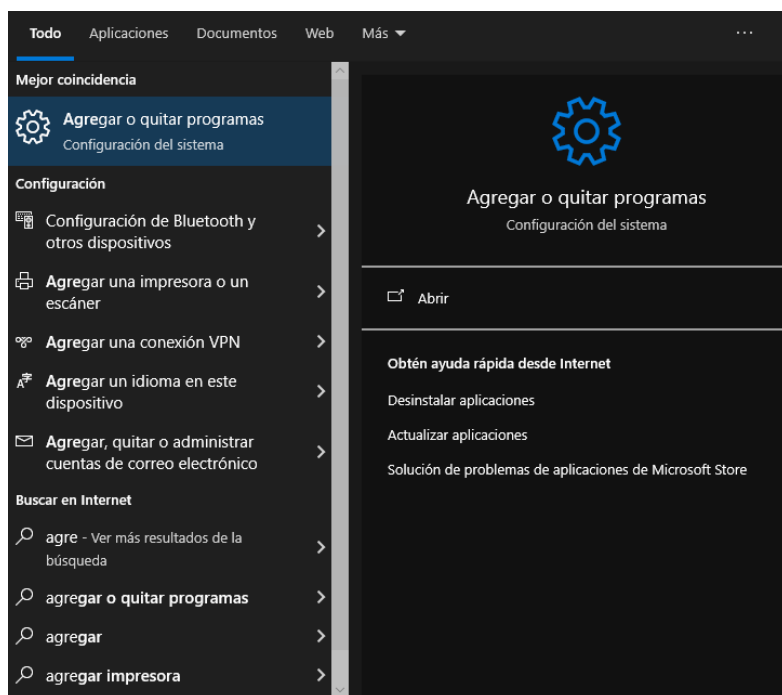 Todo Aplicaciones Documentos Web Más ...
Mejor coincidencia
Agregar o quitar programas
Configuración del sistema
Configuración
Configuración de Bluetooth y
otros dispositivos
Agregar una impresora o un
escáner
Agregar una conexión VPN
Agregar un idioma en este
dispositivo
Agregar, quitar o administrar
cuentas de correo electrónico
Buscar en Internet
agre - Ver más resultados de la
búsqueda
agregar o quitar programas
agregar
agregar impresora
Agregar o quitar programas
Configuración del sistema
Abrir
Obtén ayuda rápida desde Internet
Desinstalar aplicaciones
Actualizar aplicaciones
Solución de problemas de aplicaciones de Microsoft Store